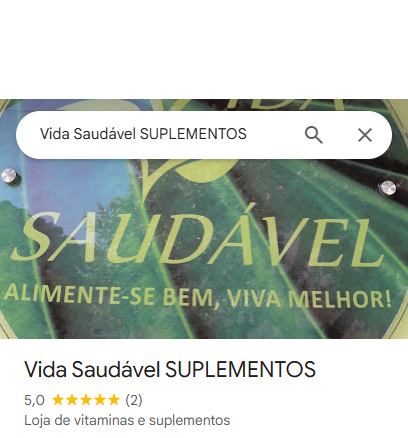 VIDA
Vida Saudável SUPLEMENTOS
SAUDÁVEL
ALIMENTE-SE BEM, VIVA MELHOR!
Vida Saudável SUPLEMENTOS
5,0 ★★★★★ (2)
Loja de vitaminas e suplementos